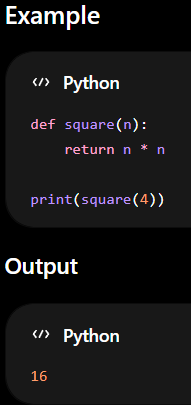 Example
</> Python
def square(n):
    return n * n
print(square(4))
Output
</> Python
16